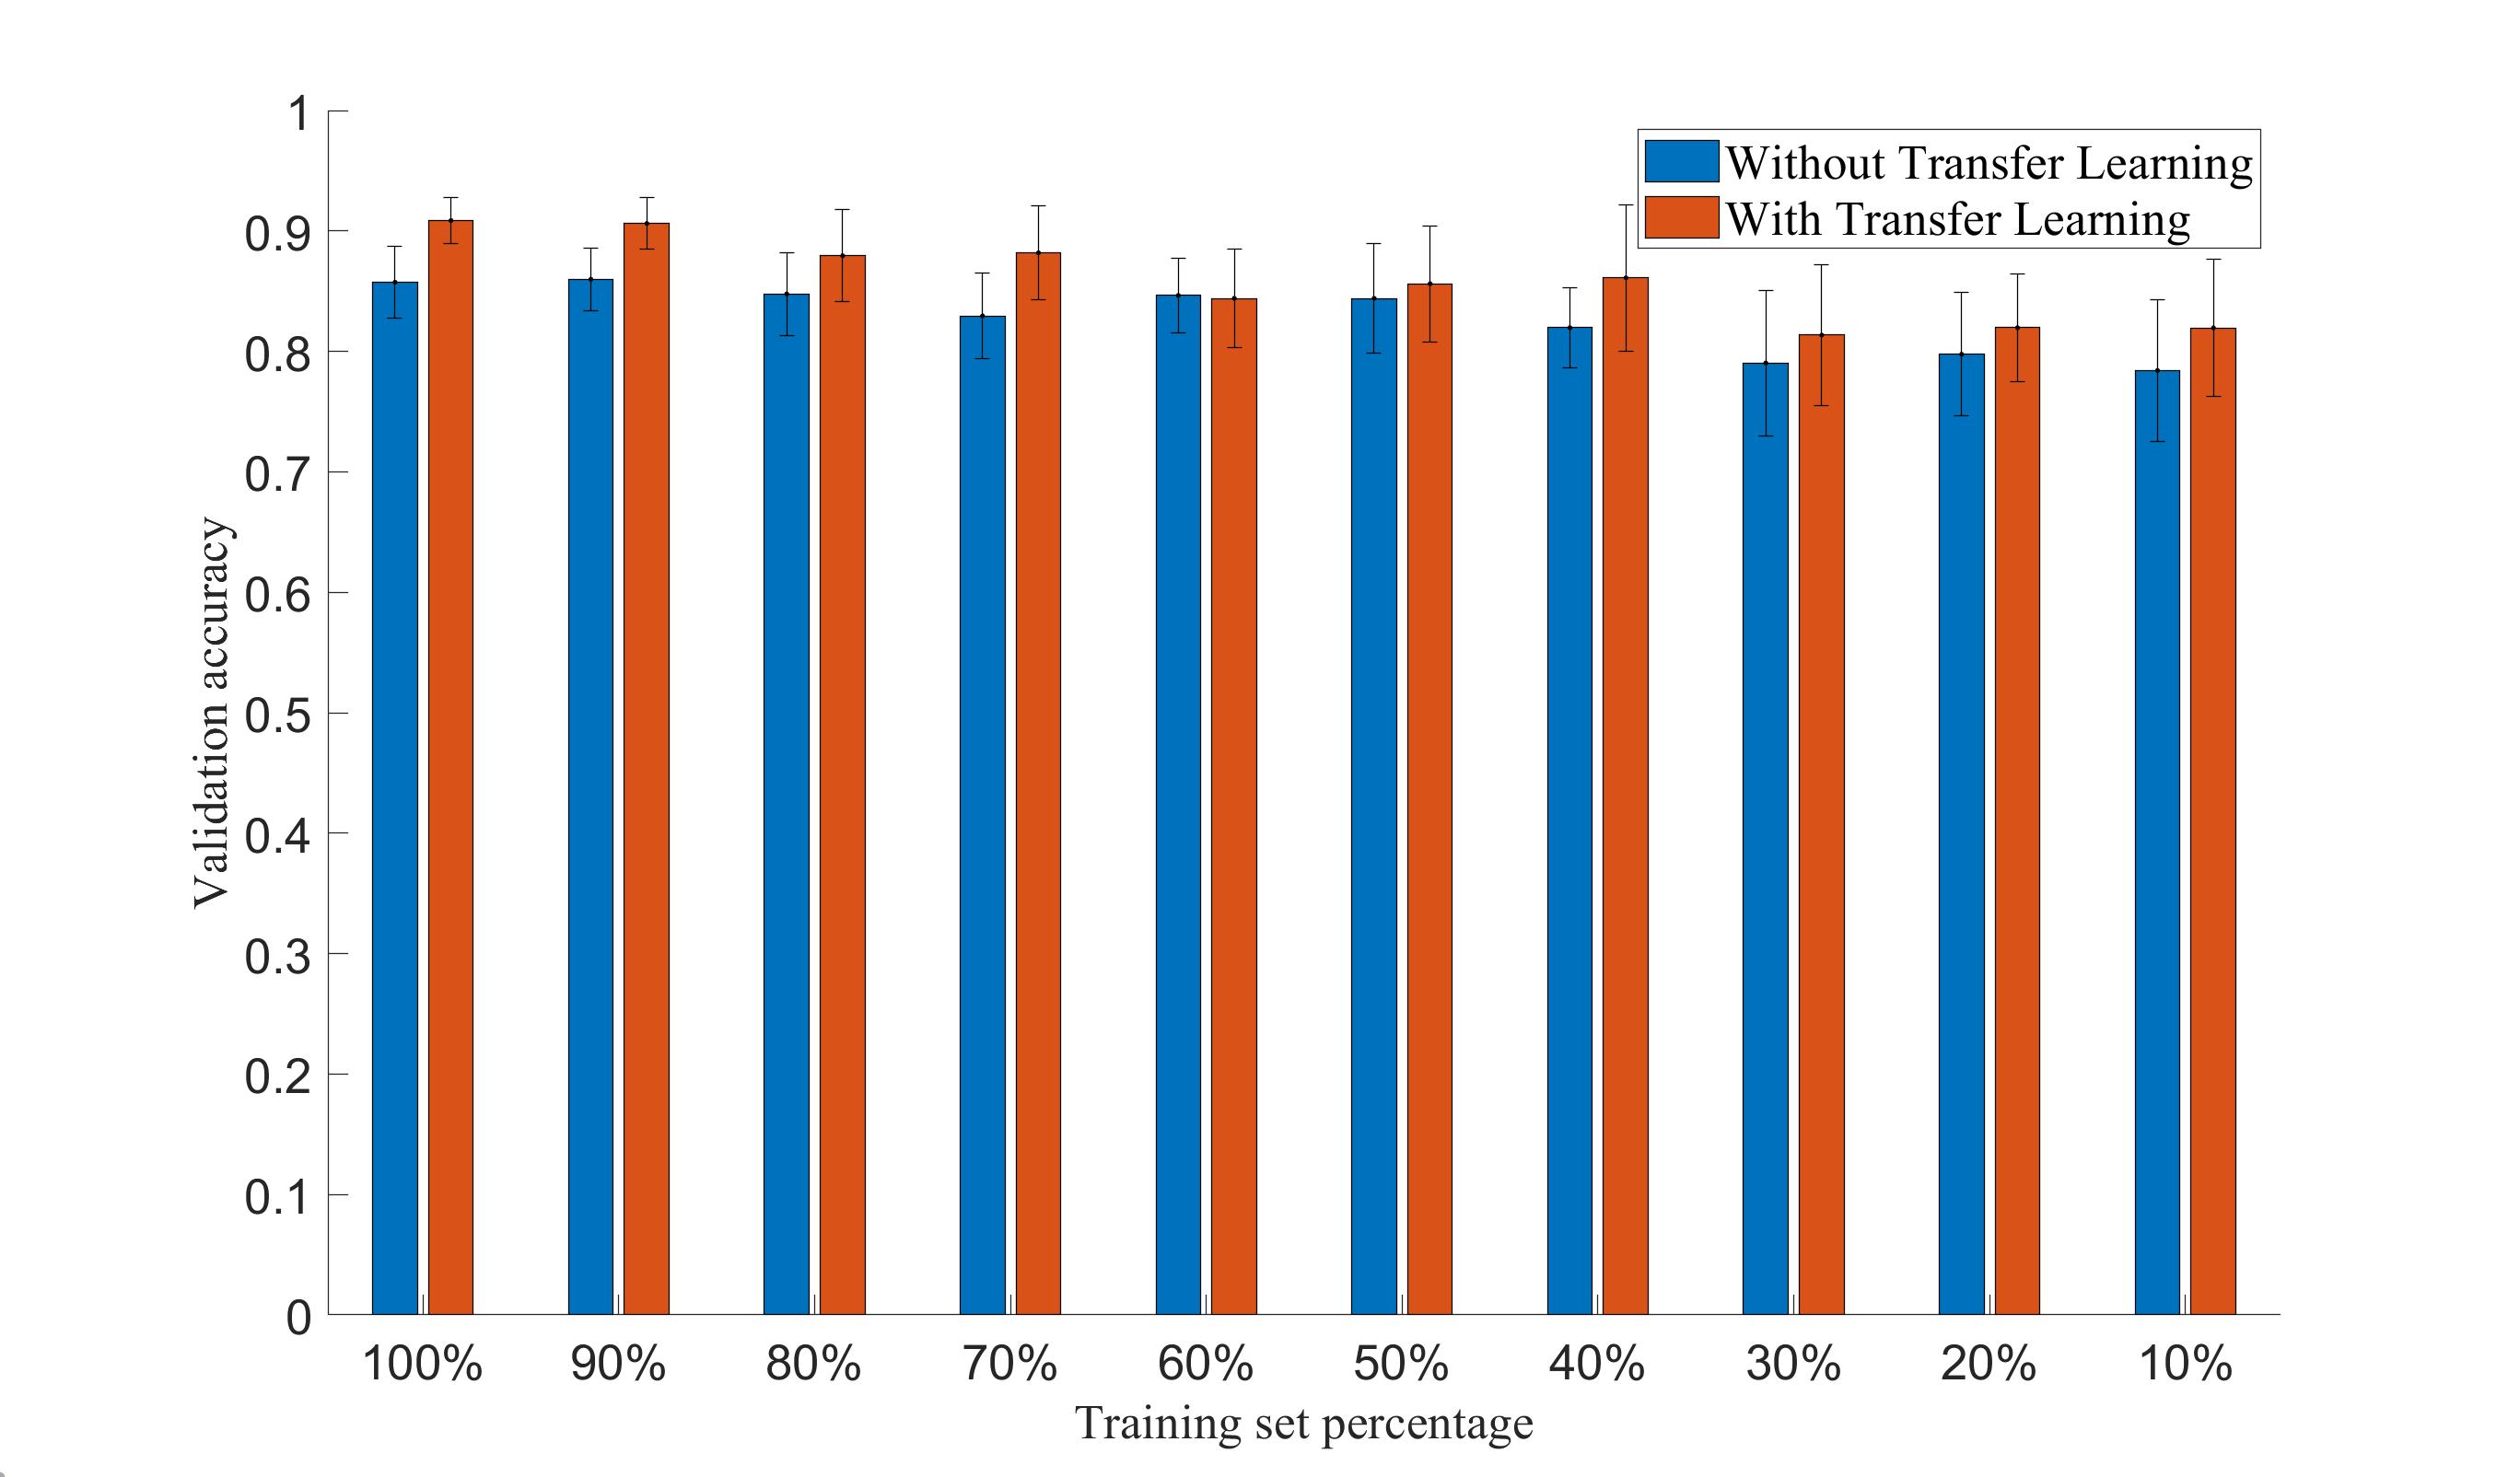 1
0.9
0.8
0.7
0.6
0.5
0.4
0.3
0.2
0.1
0
Validation accuracy
Without Transfer Learning
With Transfer Learning
100% 90% 80% 70% 60% 50% 40% 30% 20% 10%
Training set percentage